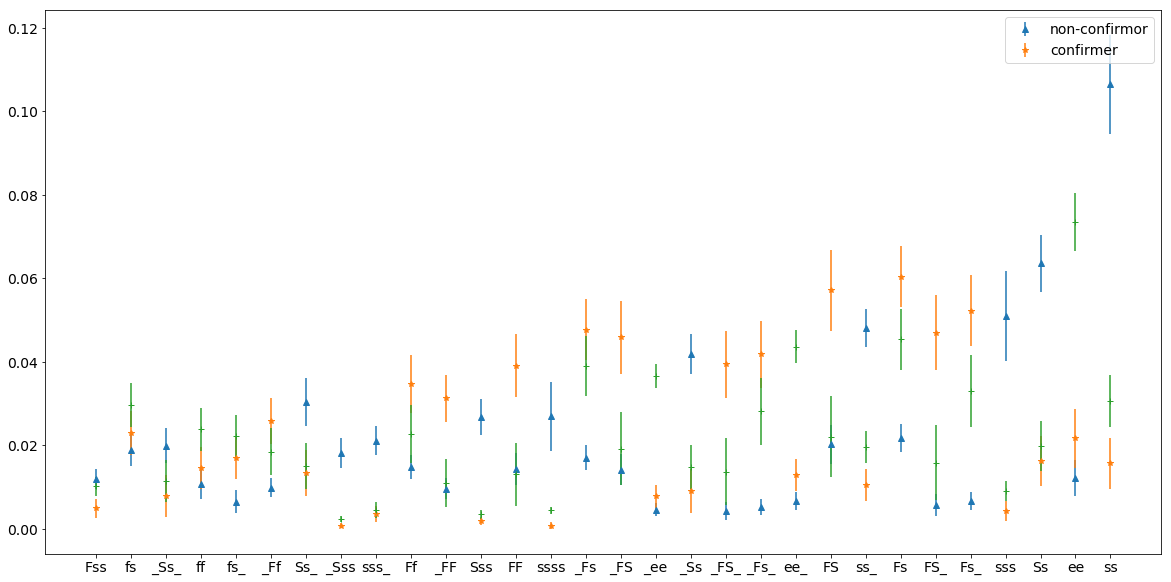 0.12
0.10
0.08
0.06
0.04
0.02
0.00
non-confirmor
confirmer
Fss fs _Ss_ ff fs_ _Ff Ss_ _Sss sss_ Ff _FF Sss FF ssss _Fs _FS _ee _Ss _FS_ _Fs_ ee_ FS ss_ Fs FS_ Fs_ sss Ss ee ss